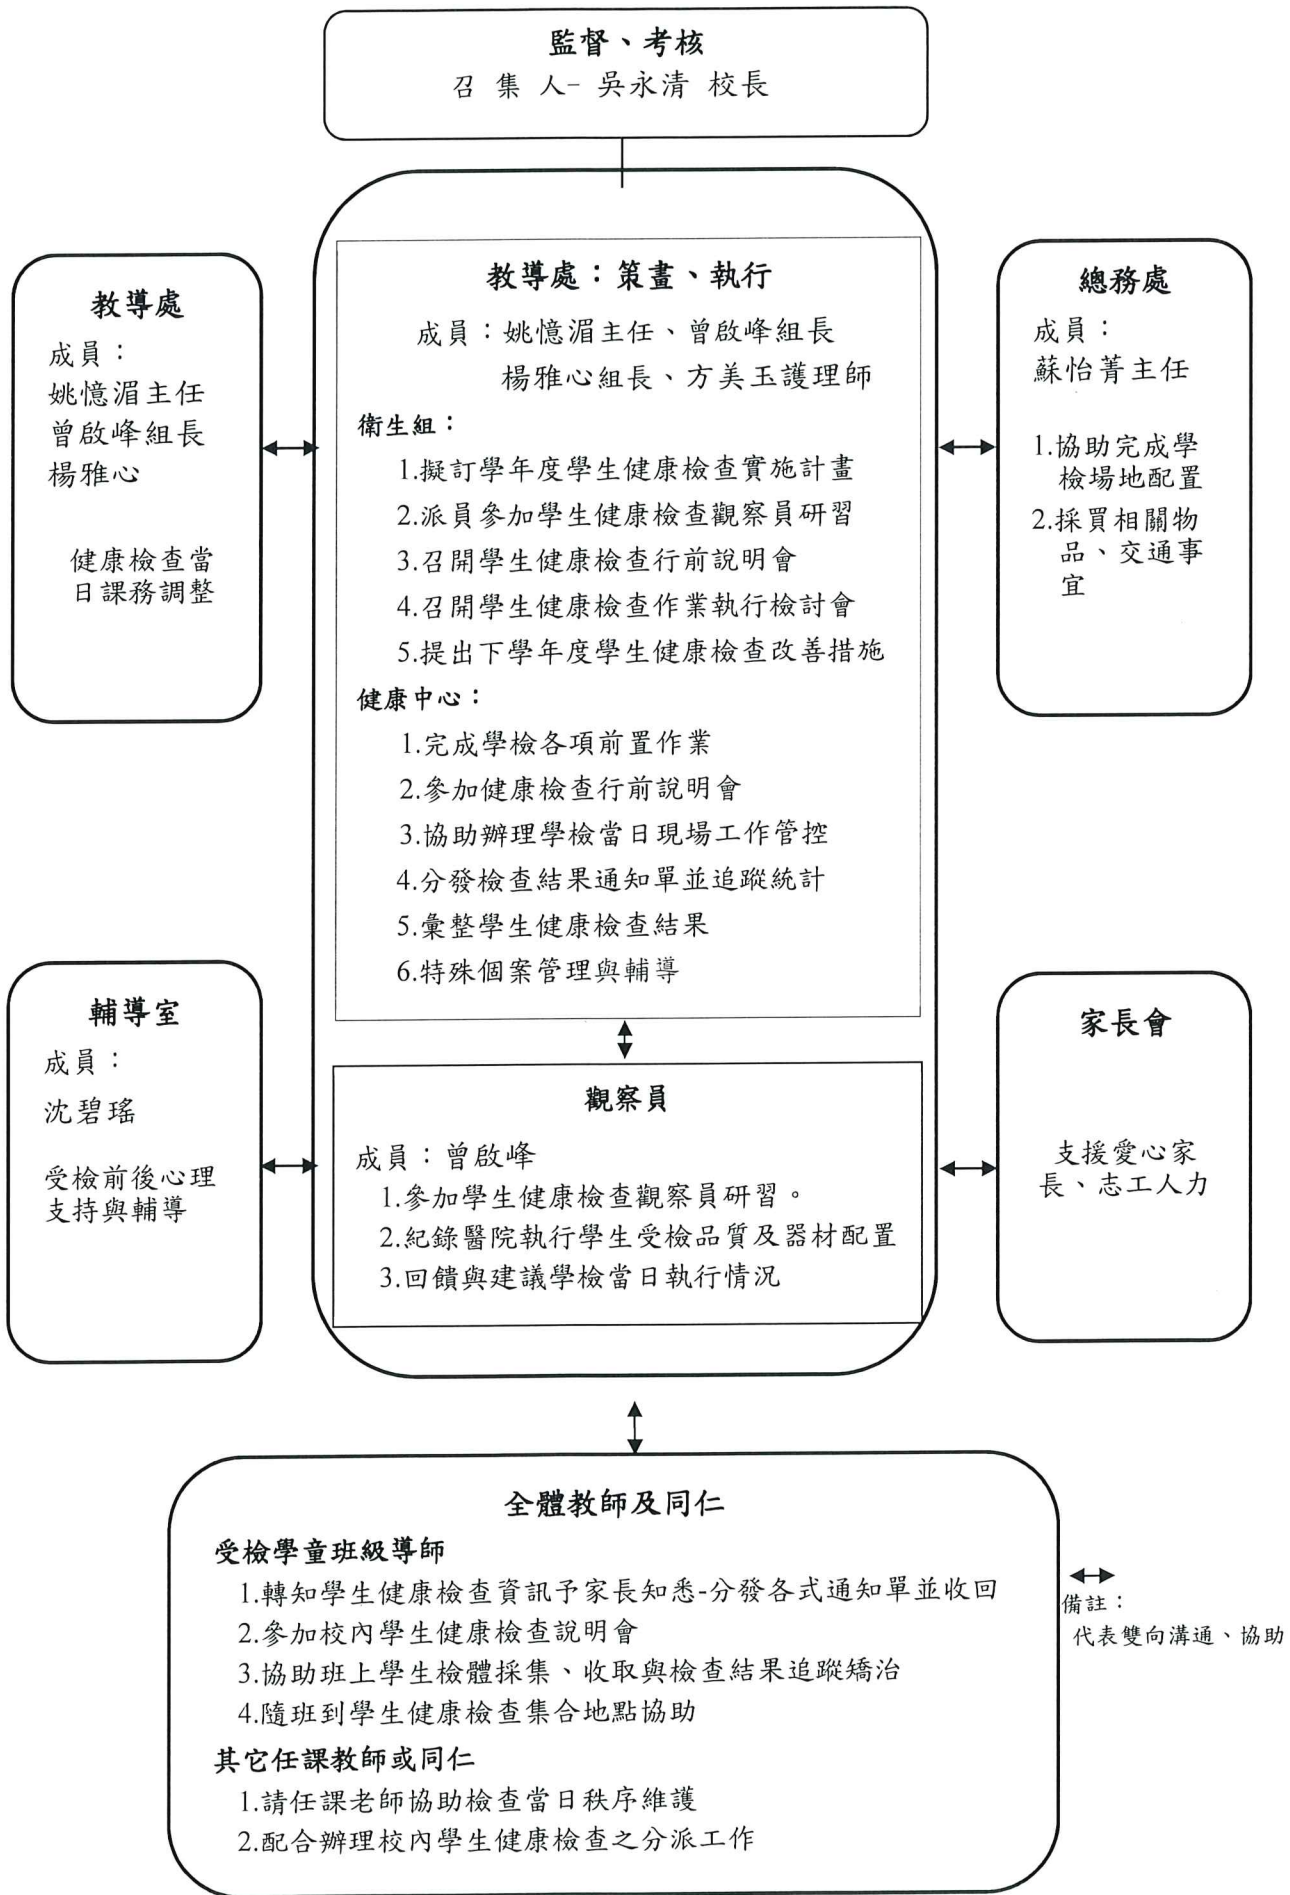 監督、考核
召 集 人- 吳永清 校長
教導處
成員：
姚憶湄主任
曾啟峰組長
楊雅心
健康檢查當
日課務調整
教導處：策畫、執行
成員：姚憶湄主任、曾啟峰組長
楊雅心組長、方美玉護理師
衛生組：
1.擬訂學年度學生健康檢查實施計畫
2.派員參加學生健康檢查觀察員研習
3.召開學生健康檢查行前說明會
4.召開學生健康檢查作業執行檢討會
5.提出下學年度學生健康檢查改善措施
健康中心：
1.完成學檢各項前置作業
2.參加健康檢查行前說明會
3.協助辦理學檢當日現場工作管控
4.分發檢查結果通知單並追蹤統計
5.彙整學生健康檢查結果
6.特殊個案管理與輔導
總務處
成員：
蘇怡菁主任
1.協助完成學
檢場地配置
2.採買相關物
品、交通事
宜
輔導室
成員：
沈碧瑤
受檢前後心理
支持與輔導
觀察員
成員：曾啟峰
1.參加學生健康檢查觀察員研習。
2.紀錄醫院執行學生受檢品質及器材配置
3.回饋與建議學檢當日執行情況
家長會
支援愛心家
長、志工人力
全體教師及同仁
受檢學童班級導師
1.轉知學生健康檢查資訊予家長知悉-分發各式通知單並收回
2.參加校內學生健康檢查說明會
3.協助班上學生檢體採集、收取與檢查結果追蹤矯治
4.隨班到學生健康檢查集合地點協助
其它任課教師或同仁
1.請任課老師協助檢查當日秩序維護
2.配合辦理校內學生健康檢查之分派工作
備註：
代表雙向溝通、協助